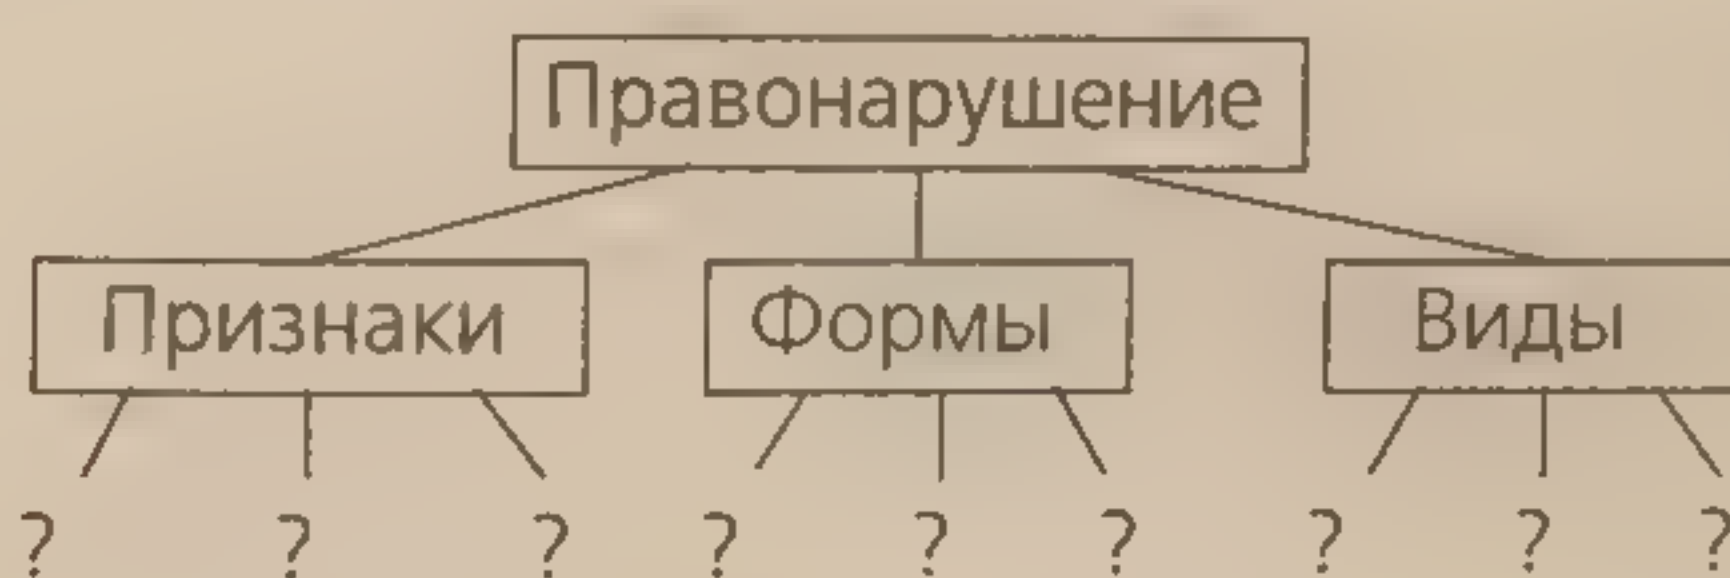 Правонарушение
Признаки Формы Виды
? ? ? ? ? ? ? ? ?